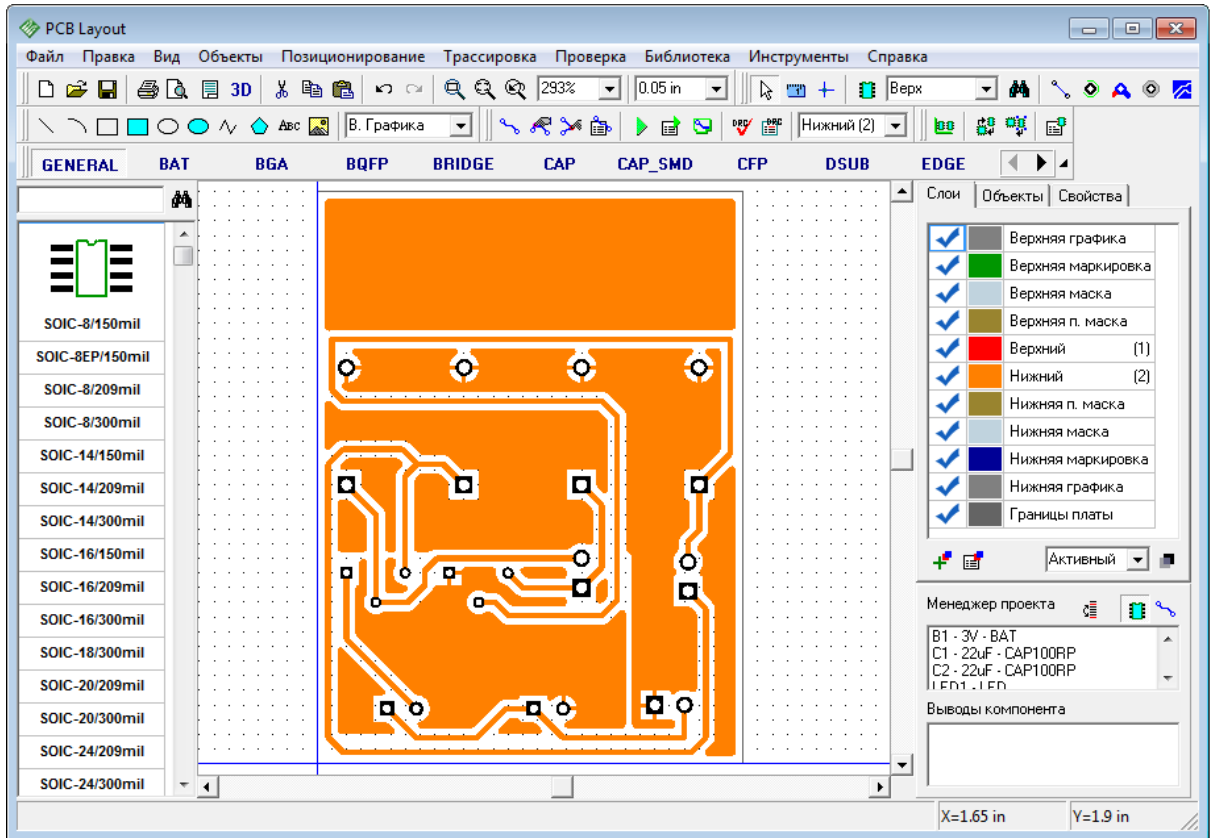 PCB Layout
Файл Правка Вид Объекты Позиционирование Трассировка Проверка Библиотека Инструменты Справка
3D 293% 0.05 in Верх
ABC В. Графика DRC DRC Нижний (2)
GENERAL BAT BGA BQFP BRIDGE CAP CAP_SMD CFP DSUB EDGE
SOIC-8/150mil
SOIC-8EP/150mil
SOIC-8/209mil
SOIC-8/300mil
SOIC-14/150mil
SOIC-14/209mil
SOIC-14/300mil
SOIC-16/150mil
SOIC-16/209mil
SOIC-16/300mil
SOIC-18/300mil
SOIC-20/209mil
SOIC-20/300mil
SOIC-24/209mil
SOIC-24/300mil
Слои Объекты Свойства
Верхняя графика
Верхняя маркировка
Верхняя маска
Верхняя п. маска
Верхний (1)
Нижний (2)
Нижняя п. маска
Нижняя маска
Нижняя маркировка
Нижняя графика
Границы платы
Активный
Менеджер проекта
B1 - 3V - BAT
C1 - 22uF - CAP100RP
C2 - 22uF - CAP100RP
LED1 - LED
Выводы компонента
X=1.65 in Y=1.9 in